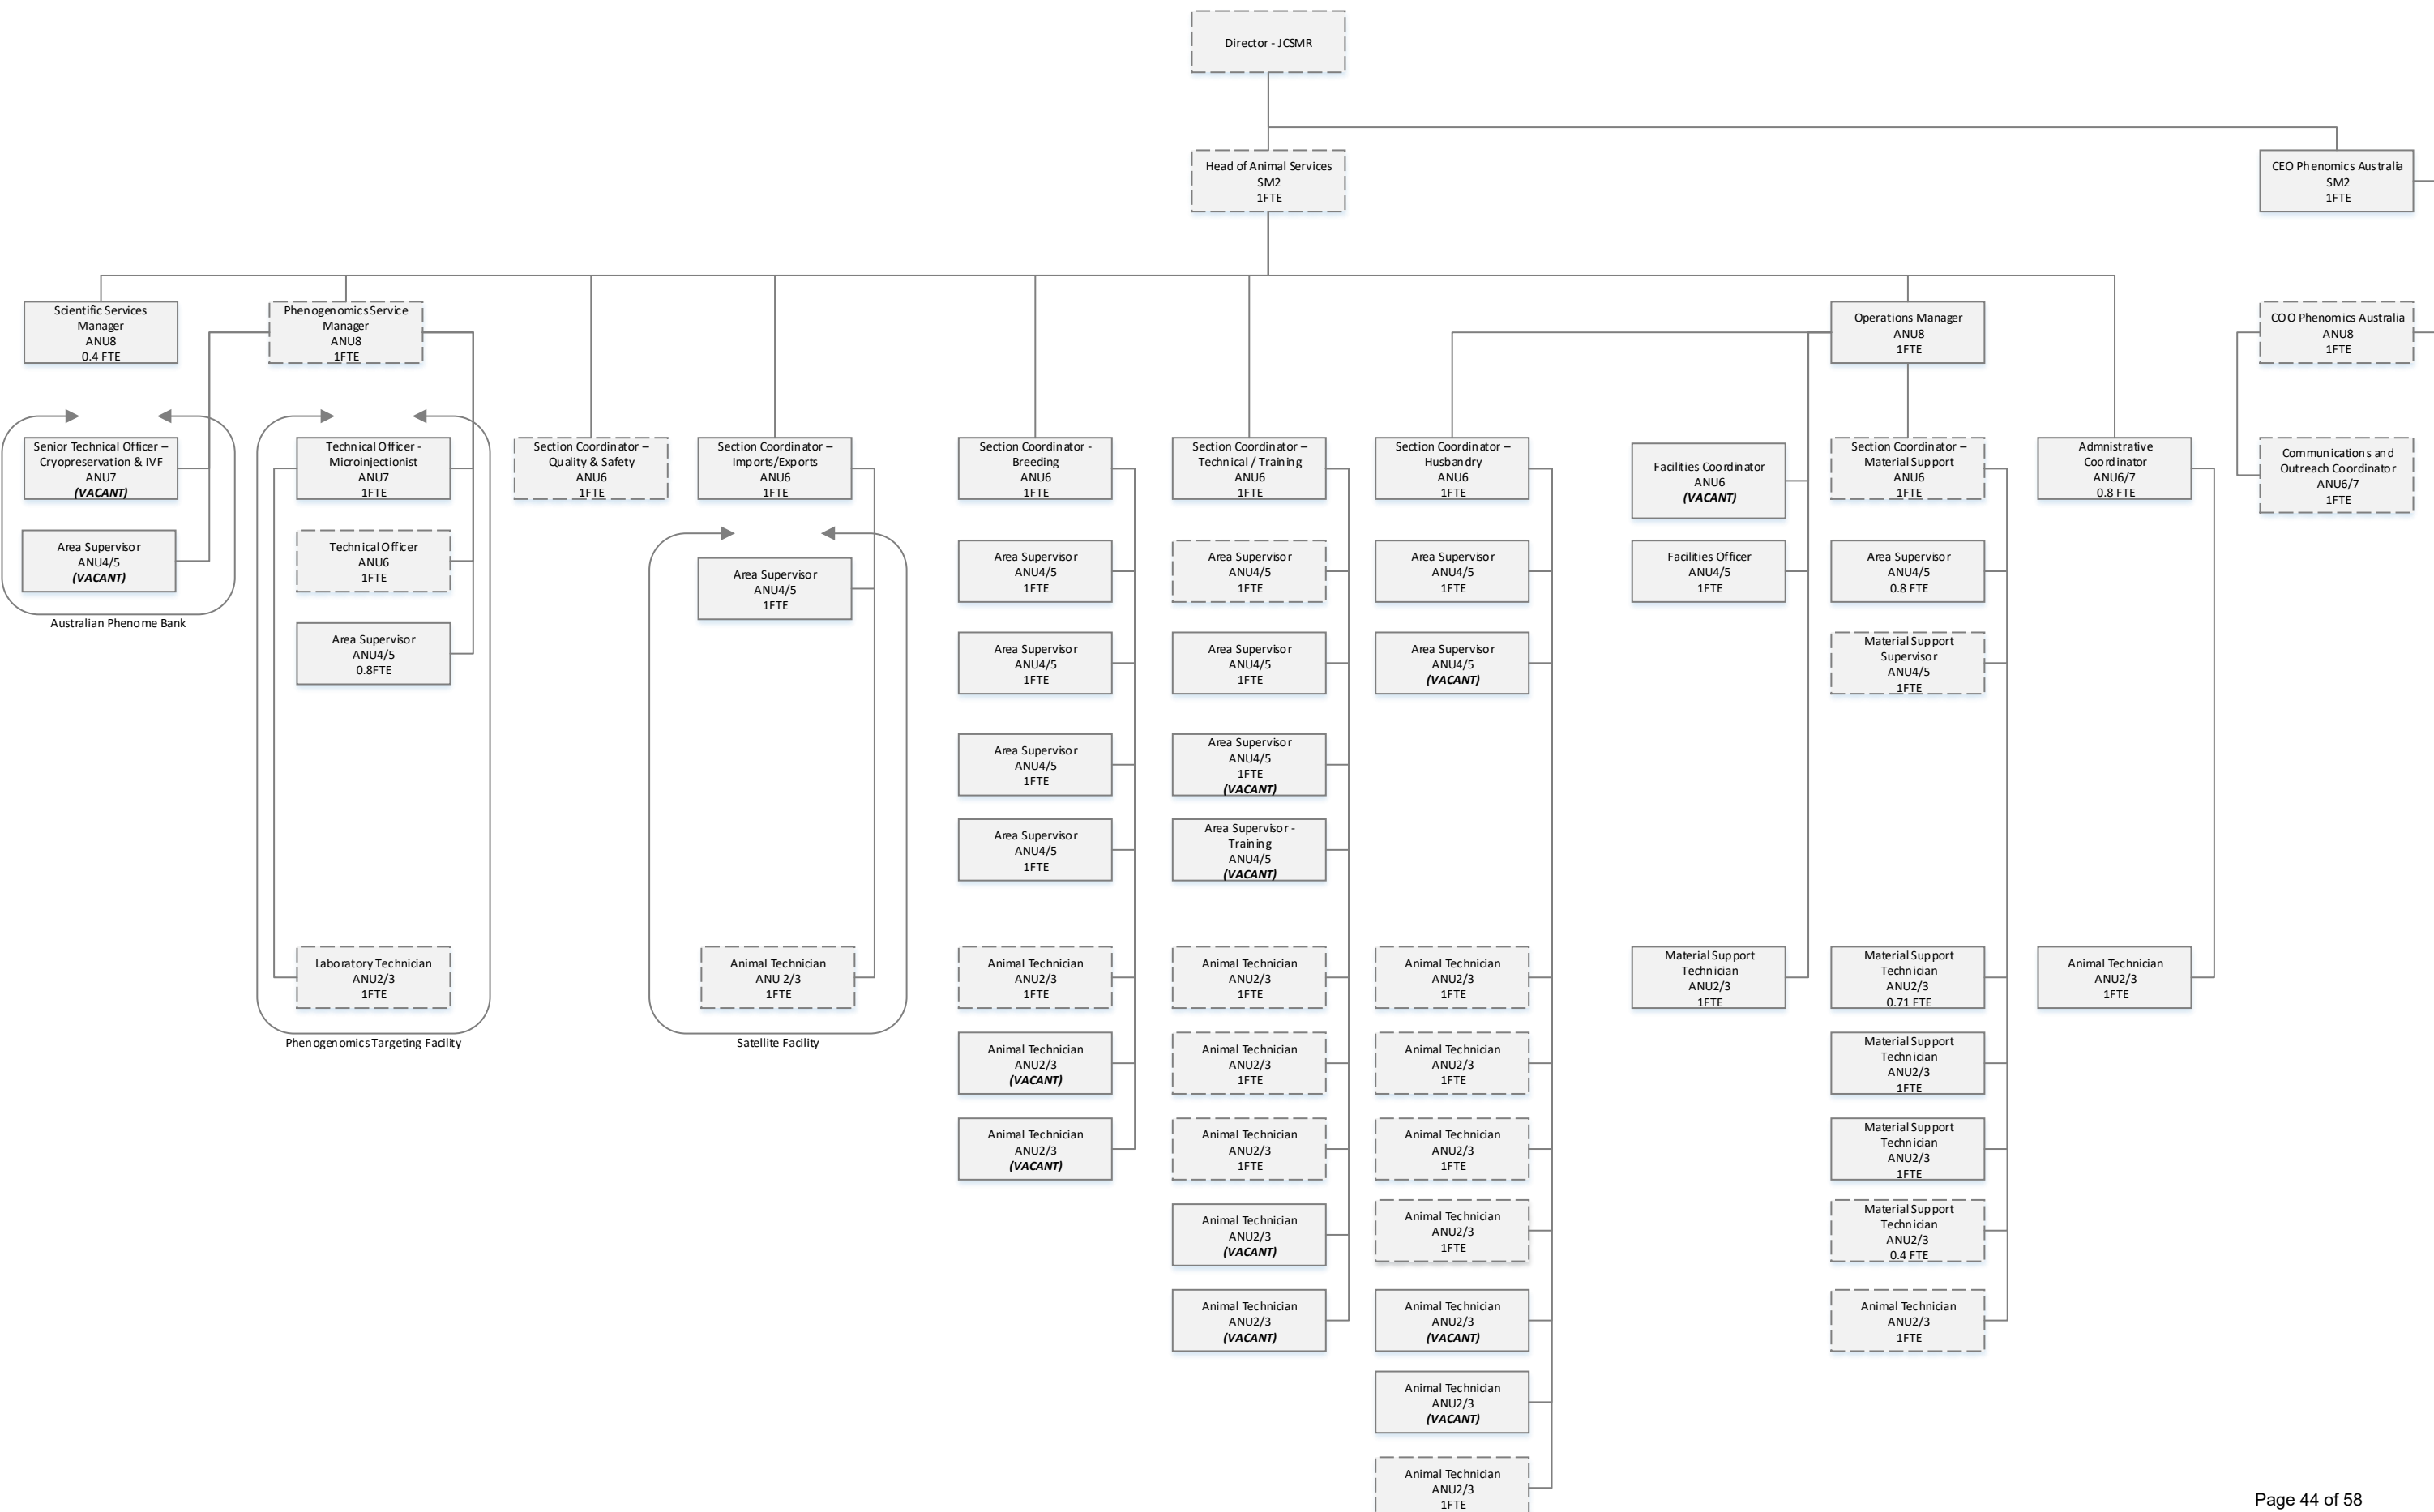 Director - JCSMR
Head of Animal Services
SM2
1FTE
CEO Phenomics Australia
SM2
1FTE
Scientific Services
Manager
ANU8
0.4 FTE
Phenogenomics Service
Manager
ANU8
1FTE
Operations Manager
ANU8
1FTE
COO Phenomics Australia
ANU8
1FTE
Senior Technical Officer –
Cryopreservation & IVF
ANU7
(VACANT)
Area Supervisor
ANU4/5
(VACANT)
Australian Phenome Bank
Technical Officer -
Microinjectionist
ANU7
1FTE
Technical Officer
ANU6
1FTE
Area Supervisor
ANU4/5
0.8FTE
Laboratory Technician
ANU2/3
1FTE
Phenogenomics Targeting Facility
Section Coordinator –
Quality & Safety
ANU6
1FTE
Section Coordinator –
Imports/Exports
ANU6
1FTE
Area Supervisor
ANU4/5
1FTE
Animal Technician
ANU 2/3
1FTE
Satellite Facility
Section Coordinator -
Breeding
ANU6
1FTE
Area Supervisor
ANU4/5
1FTE
Area Supervisor
ANU4/5
1FTE
Area Supervisor
ANU4/5
1FTE
Area Supervisor
ANU4/5
1FTE
Animal Technician
ANU2/3
1FTE
Animal Technician
ANU2/3
(VACANT)
Animal Technician
ANU2/3
(VACANT)
Section Coordinator –
Technical / Training
ANU6
1FTE
Area Supervisor
ANU4/5
1FTE
Area Supervisor
ANU4/5
1FTE
Area Supervisor
ANU4/5
1FTE
(VACANT)
Area Supervisor -
Training
ANU4/5
(VACANT)
Animal Technician
ANU2/3
1FTE
Animal Technician
ANU2/3
1FTE
Animal Technician
ANU2/3
1FTE
Animal Technician
ANU2/3
(VACANT)
Animal Technician
ANU2/3
(VACANT)
Section Coordinator –
Husbandry
ANU6
1FTE
Area Supervisor
ANU4/5
1FTE
Area Supervisor
ANU4/5
(VACANT)
Animal Technician
ANU2/3
1FTE
Animal Technician
ANU2/3
1FTE
Animal Technician
ANU2/3
1FTE
Animal Technician
ANU2/3
1FTE
Animal Technician
ANU2/3
(VACANT)
Animal Technician
ANU2/3
(VACANT)
Animal Technician
ANU2/3
1FTE
Facilities Coordinator
ANU6
(VACANT)
Facilities Officer
ANU4/5
1FTE
Material Support
Technician
ANU2/3
1FTE
Section Coordinator –
Material Support
ANU6
1FTE
Area Supervisor
ANU4/5
0.8 FTE
Material Support
Supervisor
ANU4/5
1FTE
Material Support
Technician
ANU2/3
0.71 FTE
Material Support
Technician
ANU2/3
1FTE
Material Support
Technician
ANU2/3
1FTE
Material Support
Technician
ANU2/3
0.4 FTE
Animal Technician
ANU2/3
1FTE
Admnistrative
Coordinator
ANU6/7
0.8 FTE
Animal Technician
ANU2/3
1FTE
Communications and
Outreach Coordinator
ANU6/7
1FTE
Page 44 of 58